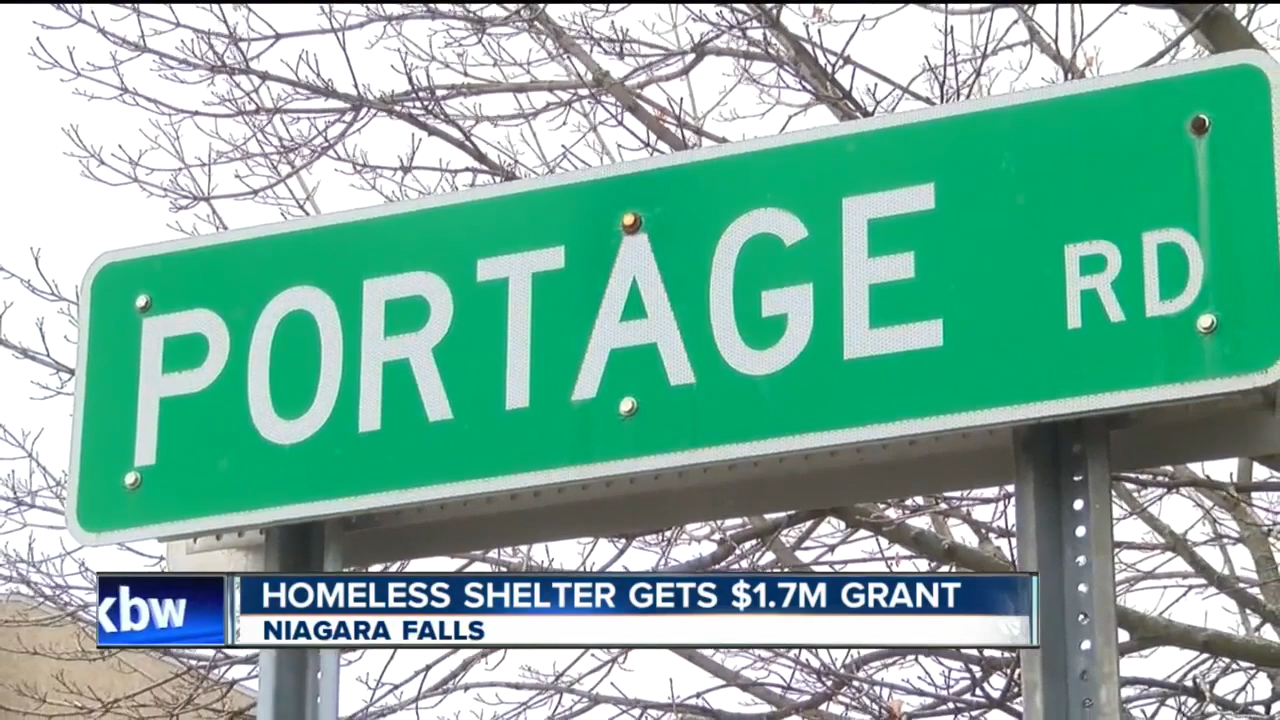 PORTAGE RD
kbw
HOMELESS SHELTER GETS $1.7M GRANT
NIAGARA FALLS